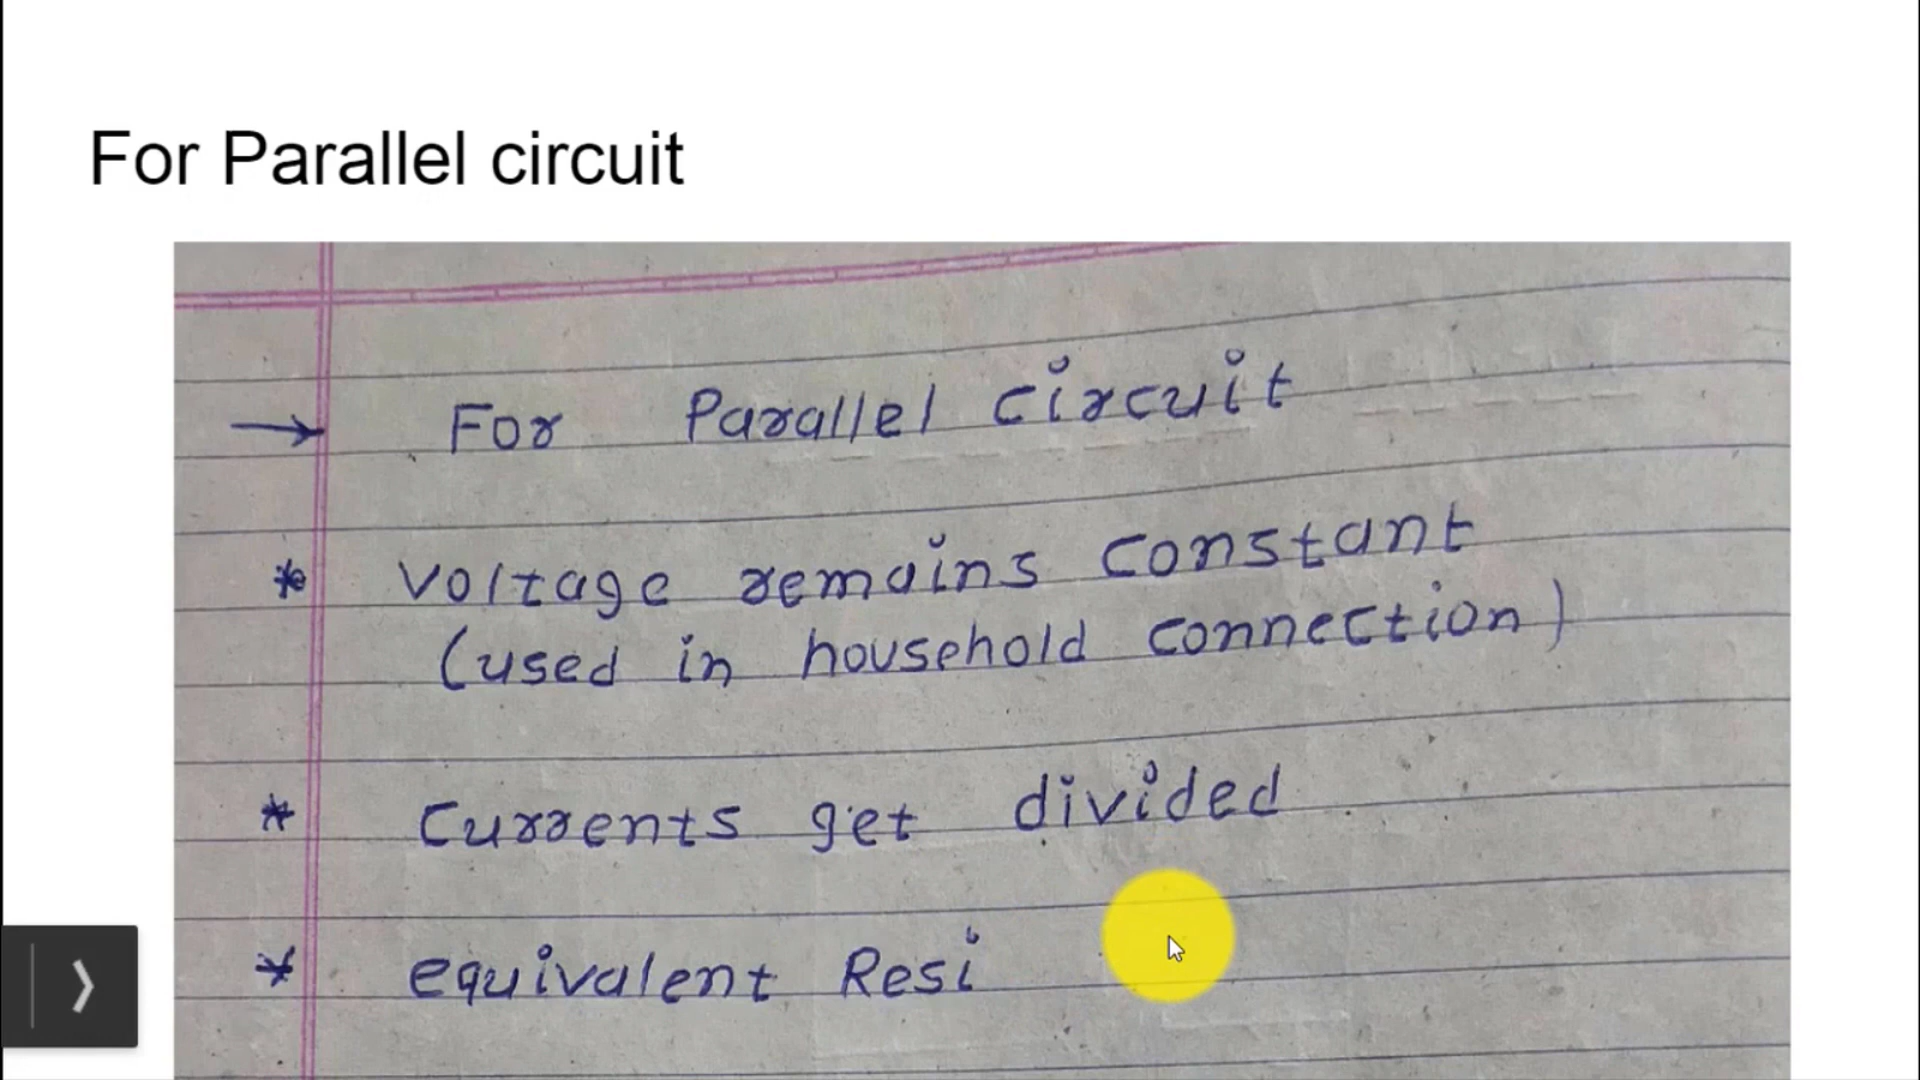 For Parallel circuit
→ For Parallel circuit
* Voltage remains constant
(used in household connection)
* Currents get divided
* equivalent Resi